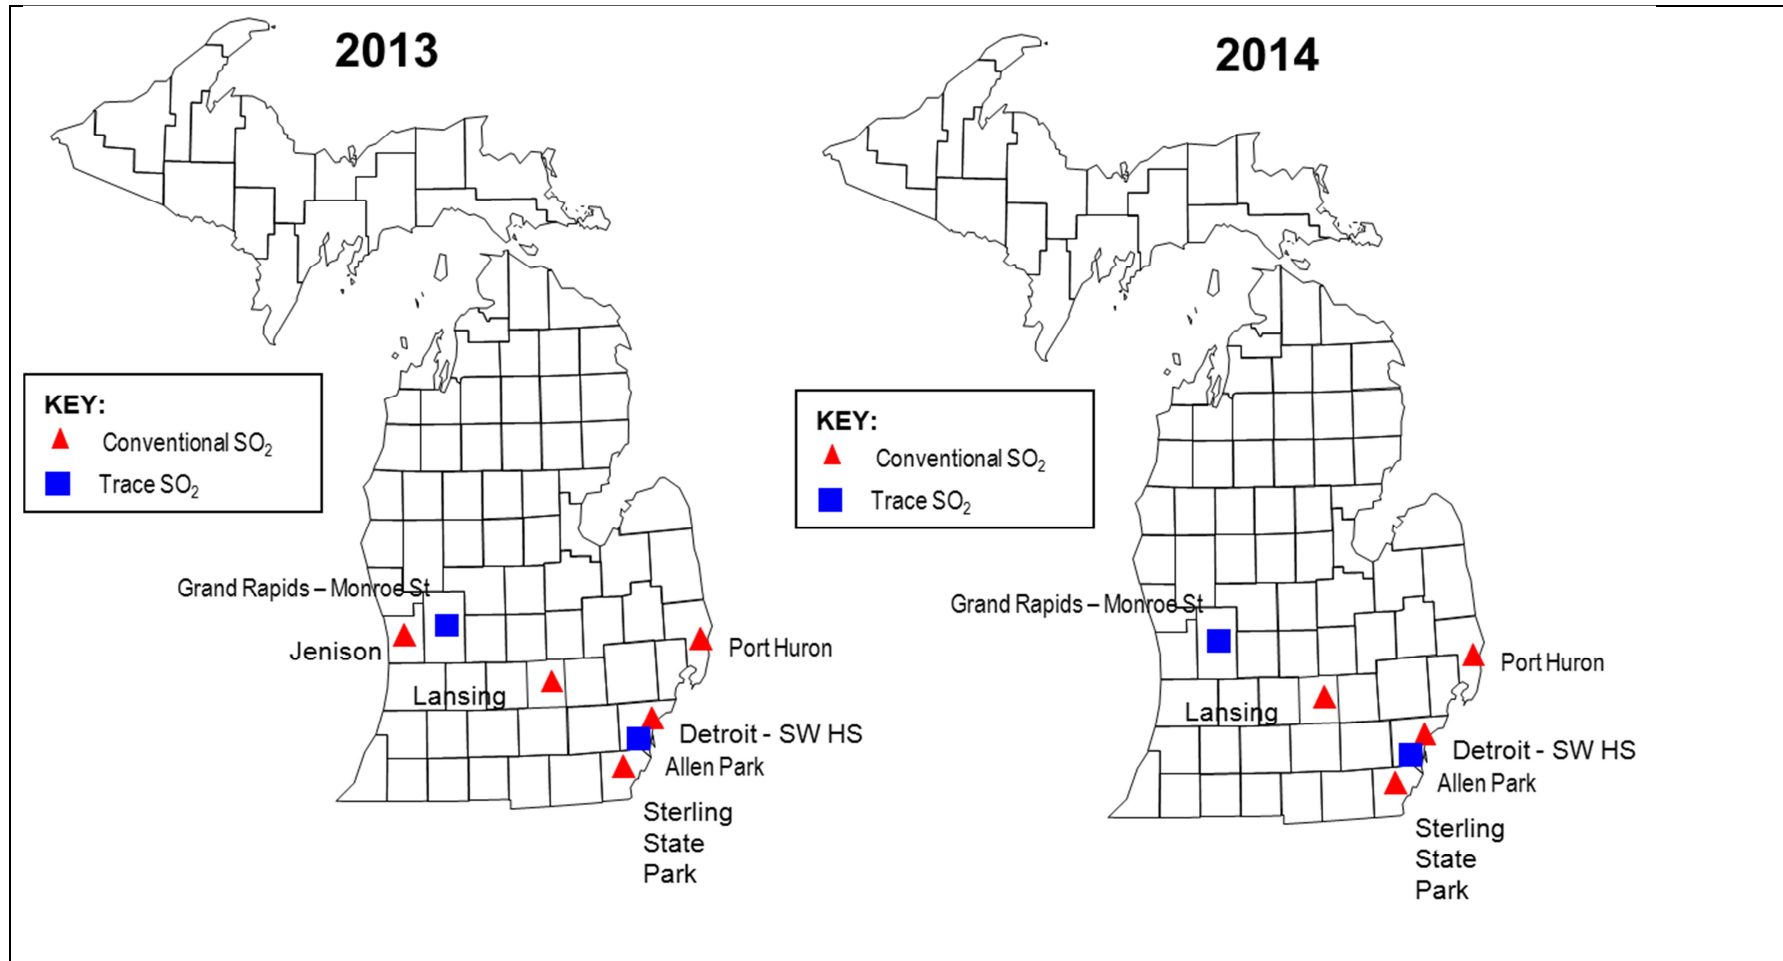 2013
KEY:
Conventional SO₂
Trace SO₂
Grand Rapids – Monroe St
Jenison
Port Huron
Lansing
Detroit - SW HS
Allen Park
Sterling
State
Park
2014
KEY:
Conventional SO₂
Trace SO₂
Grand Rapids – Monroe St
Port Huron
Lansing
Detroit - SW HS
Allen Park
Sterling
State
Park